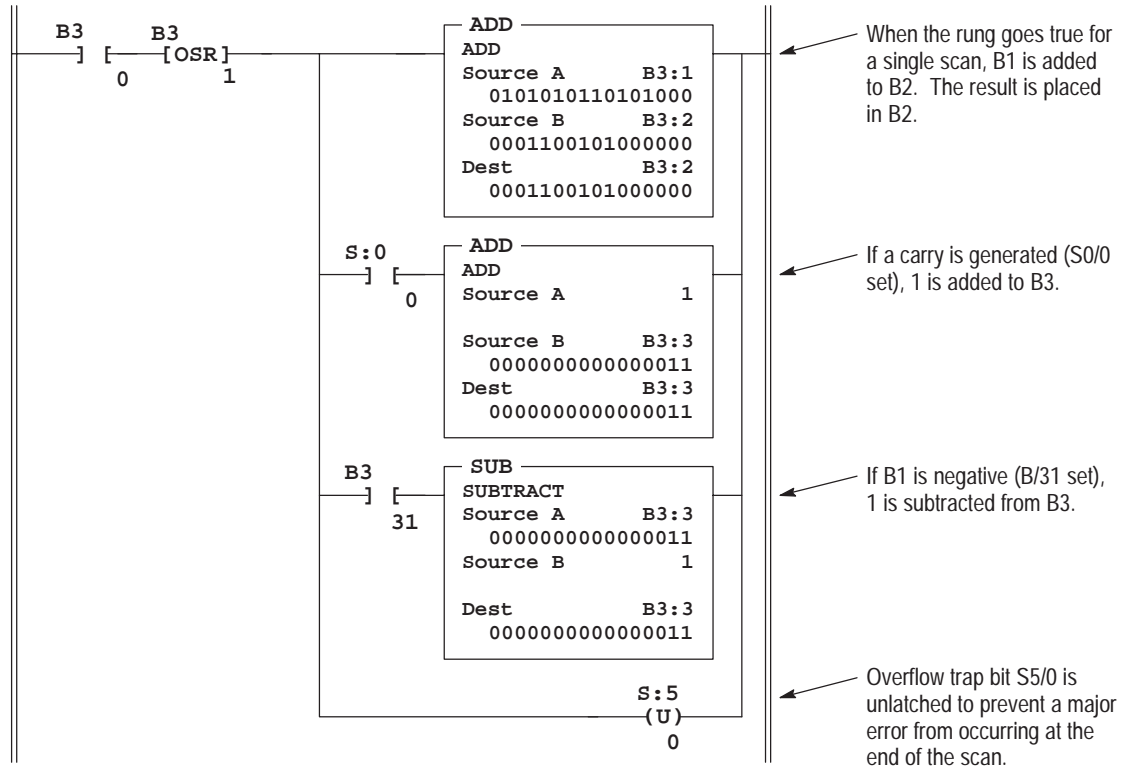 B3 B3
] [ [OSR]
0 1
ADD
ADD
Source A B3:1
0101010110101000
Source B B3:2
0001100101000000
Dest B3:2
0001100101000000
When the rung goes true for
a single scan, B1 is added
to B2. The result is placed
in B2.
S:0
] [
0
ADD
ADD
Source A 1
Source B B3:3
0000000000000011
Dest B3:3
0000000000000011
If a carry is generated (S0/0
set), 1 is added to B3.
B3
] [
31
SUB
SUBTRACT
Source A B3:3
0000000000000011
Source B 1
Dest B3:3
0000000000000011
If B1 is negative (B/31 set),
1 is subtracted from B3.
S:5
(U)
0
Overflow trap bit S5/0 is
unlatched to prevent a major
error from occurring at the
end of the scan.